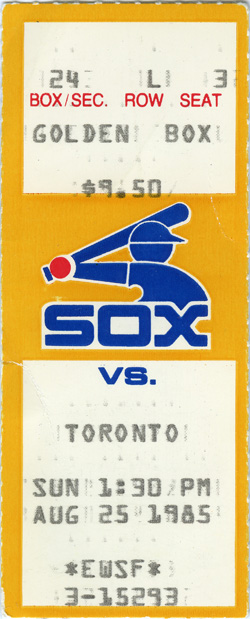 24 L 3
BOX/SEC. ROW SEAT
GOLDEN BOX
$9.50
SOX
VS.
TORONTO
SUN 1:30 PM
AUG 25 1985
*EWSF*
3-15293